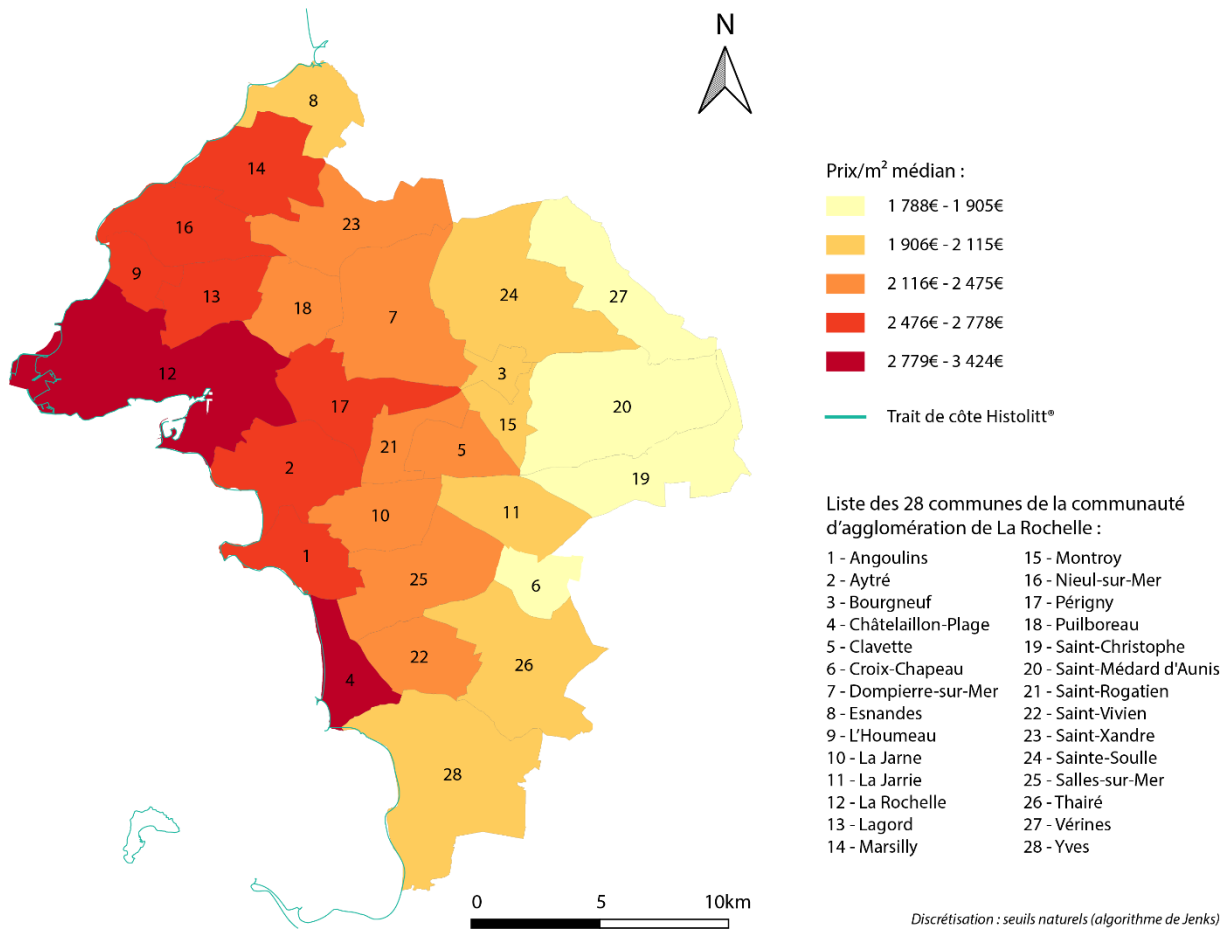 N
8
14
23
16
9
13
18
7
24
27
12
3
17
20
15
21
5
2
19
10
11
1
25
6
22
26
4
28
0 5 10km
Prix/m² médian :
1 788€ - 1 905€
1 906€ - 2 115€
2 116€ - 2 475€
2 476€ - 2 778€
2 779€ - 3 424€
Trait de côte Histolitt®
Liste des 28 communes de la communauté
d'agglomération de La Rochelle :
1 - Angoulins
2 - Aytré
3 - Bourgneuf
4 - Châtelaillon-Plage
5 - Clavette
6 - Croix-Chapeau
7 - Dompierre-sur-Mer
8 - Esnandes
9 - L'Houmeau
10 - La Jarne
11 - La Jarrie
12 - La Rochelle
13 - Lagord
14 - Marsilly
15 - Montroy
16 - Nieul-sur-Mer
17 - Périgny
18 - Puilboreau
19 - Saint-Christophe
20 - Saint-Médard d'Aunis
21 - Saint-Rogatien
22 - Saint-Vivien
23 - Saint-Xandre
24 - Sainte-Soulle
25 - Salles-sur-Mer
26 - Thairé
27 - Vérines
28 - Yves
Discrétisation : seuils naturels (algorithme de Jenks)